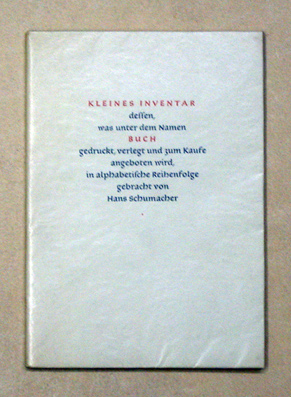 KLEINES INVENTAR
deſſen,
was unter dem Namen
BUCH
gedruckt, verlegt und zum Kaufe
angeboten wird,
in alphabetiſche Reihenfolge
gebracht von
Hans Schumacher